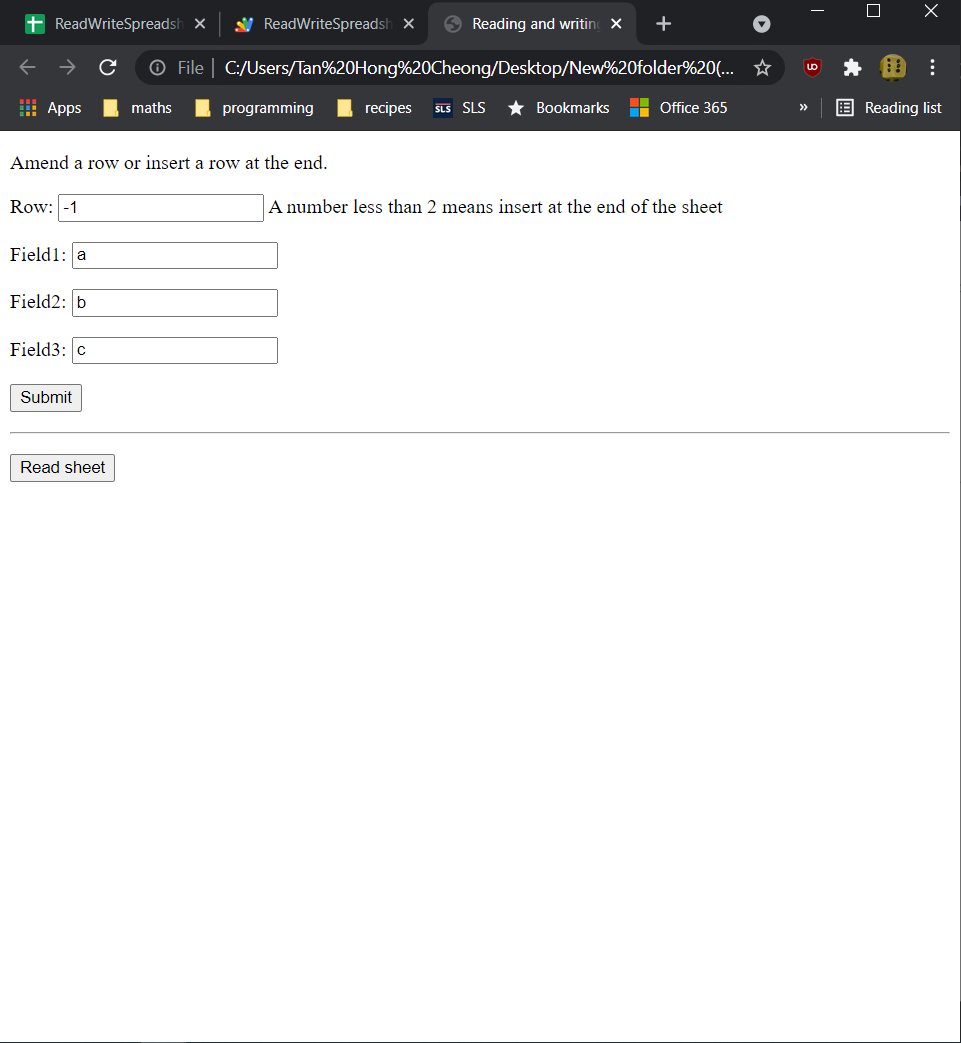 ReadWriteSpreadsh ReadWriteSpreadsh Reading and writin
File C:/Users/Tan%20Hong%20Cheong/Desktop/New%20folder%20(...
Apps maths programming recipes SLS SLS Bookmarks Office 365 » Reading list
Amend a row or insert a row at the end.
Row: -1 A number less than 2 means insert at the end of the sheet
Field1: a
Field2: b
Field3: c
Submit
Read sheet